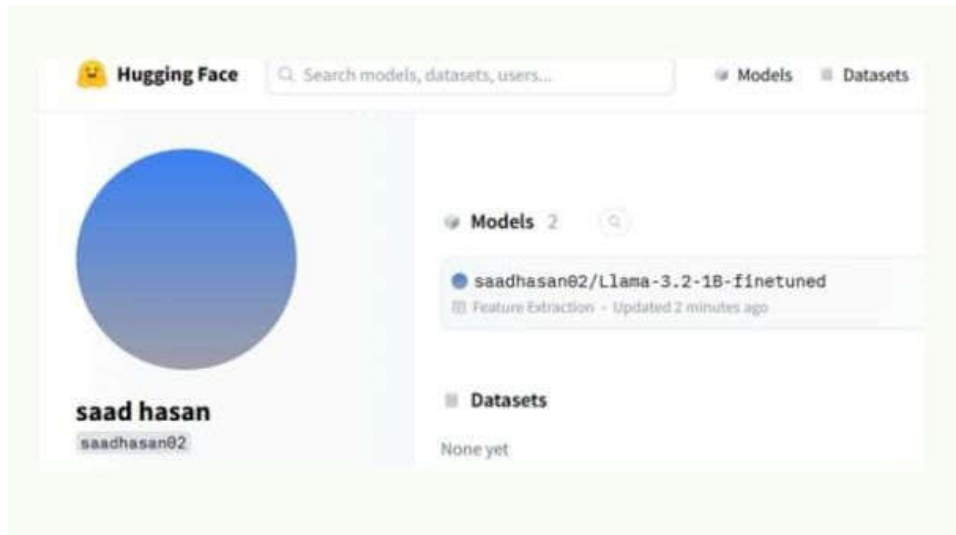 Hugging Face
Search models, datasets, users...
Models
Datasets
Models 2
saadhasan02/Llama-3.2-1B-finetuned
Feature Extraction • Updated 2 minutes ago
saad hasan
saadhasan02
Datasets
None yet